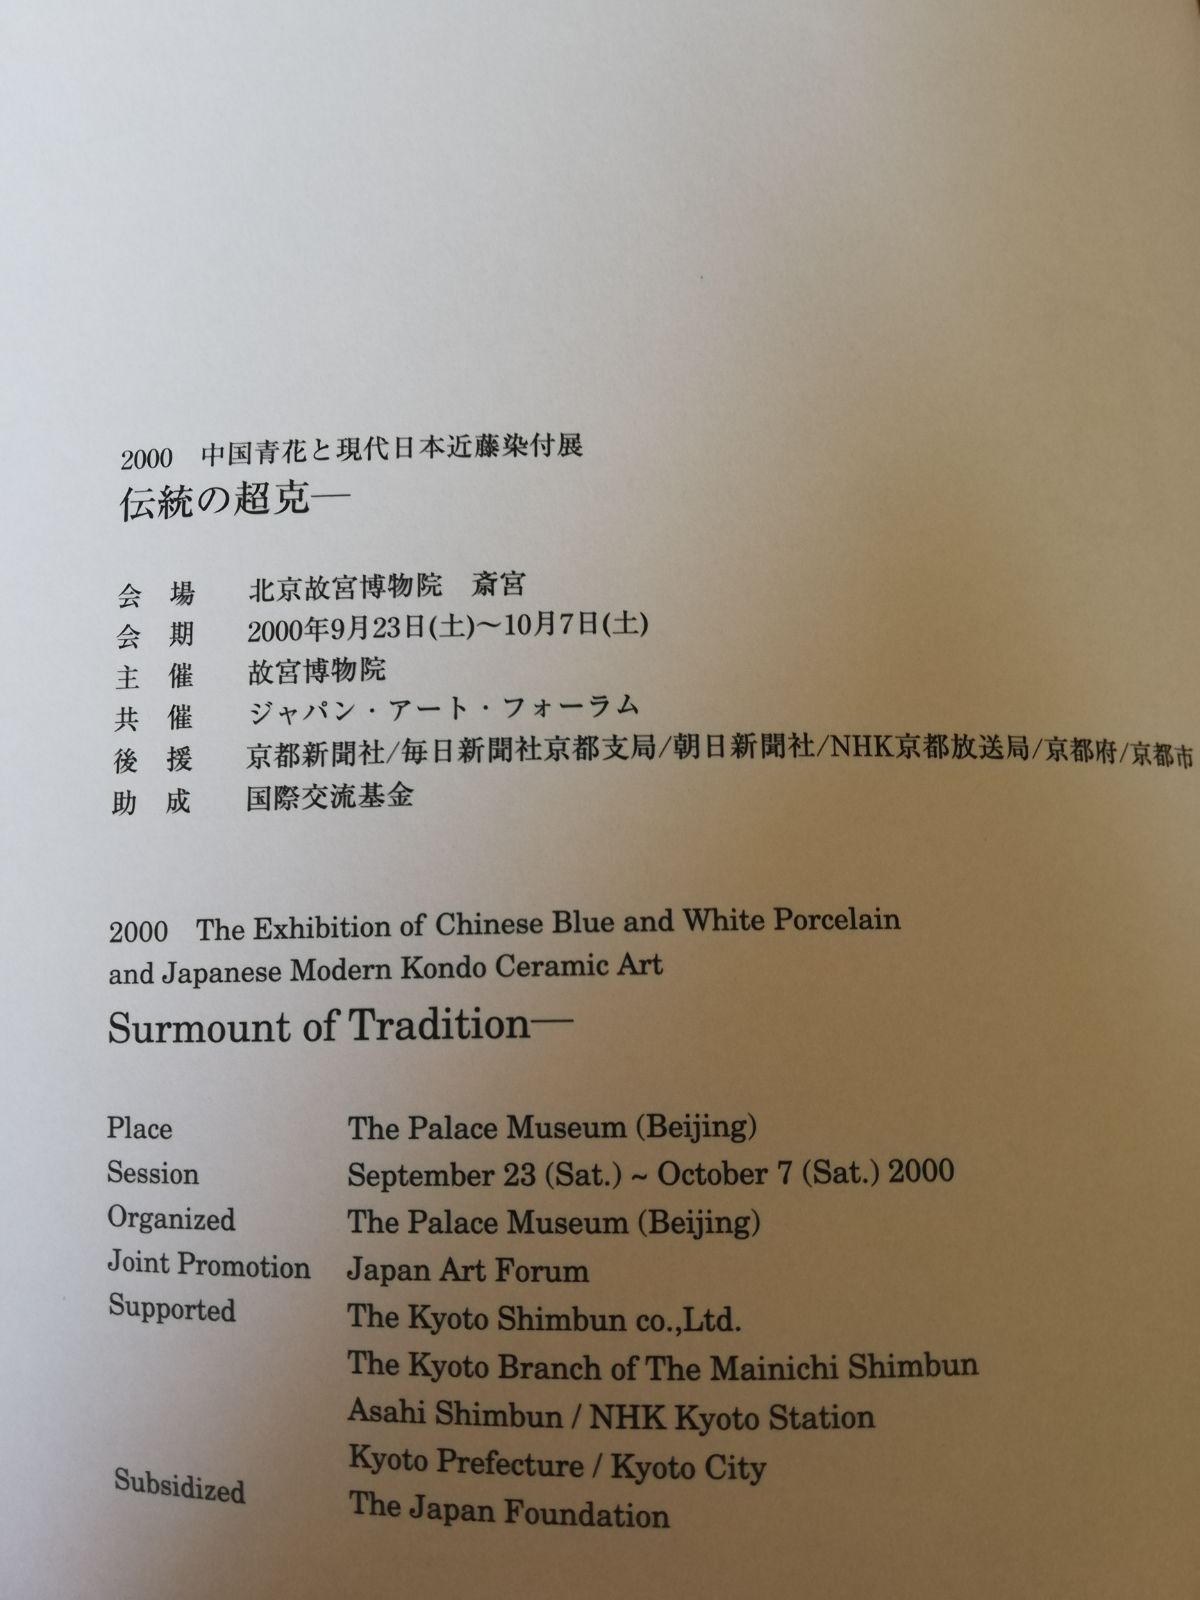 2000　中国青花と現代日本近藤染付展
伝統の超克―
会　場　北京故宮博物院　斎宮
会　期　2000年9月23日(土)〜10月7日(土)
主　催　故宮博物院
共　催　ジャパン・アート・フォーラム
後　援　京都新聞社/毎日新聞社京都支局/朝日新聞社/NHK京都放送局/京都府/京都市
助　成　国際交流基金
2000　The Exhibition of Chinese Blue and White Porcelain
and Japanese Modern Kondo Ceramic Art
Surmount of Tradition―
Place The Palace Museum (Beijing)
Session September 23 (Sat.) ~ October 7 (Sat.) 2000
Organized The Palace Museum (Beijing)
Joint Promotion Japan Art Forum
Supported The Kyoto Shimbun co.,Ltd.
The Kyoto Branch of The Mainichi Shimbun
Asahi Shimbun / NHK Kyoto Station
Kyoto Prefecture / Kyoto City
Subsidized The Japan Foundation